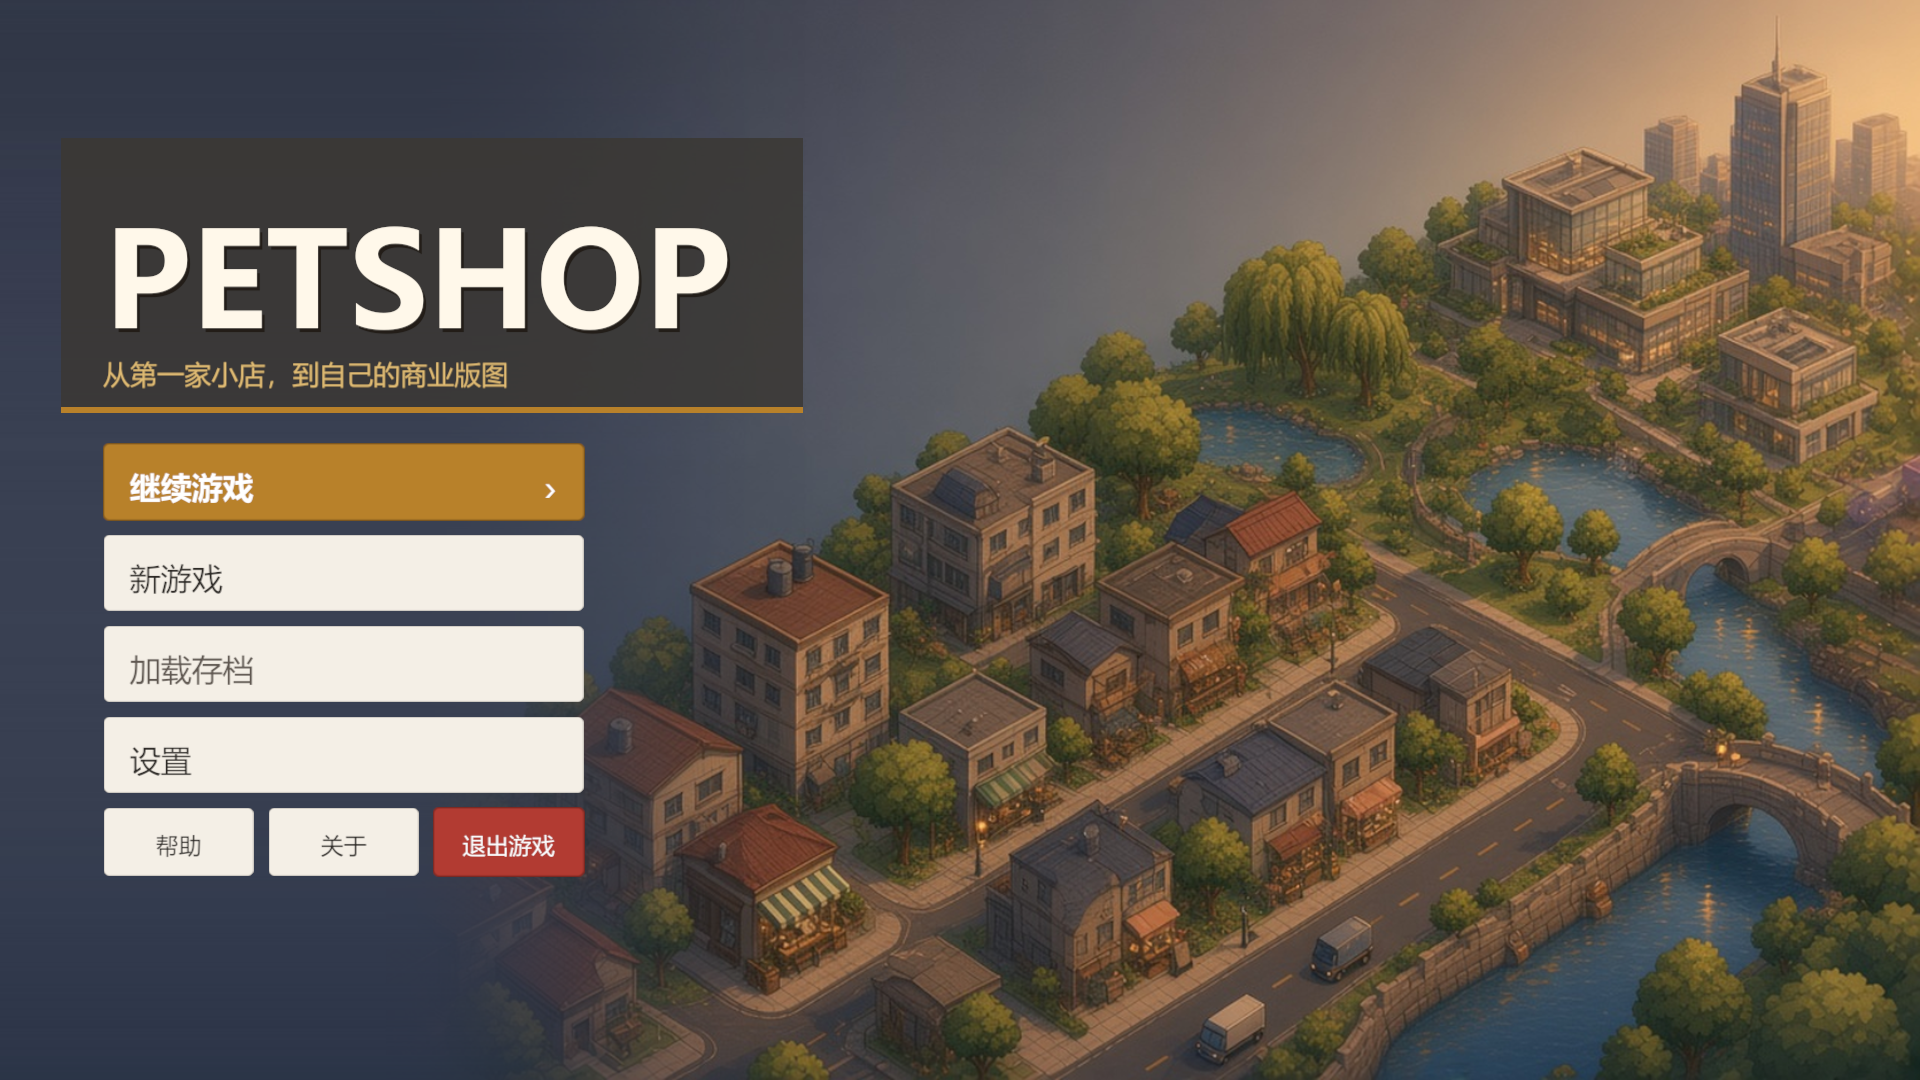 PETSHOP
从第一家小店，到自己的商业版图
继续游戏 ›
新游戏
加载存档
设置
帮助 关于 退出游戏